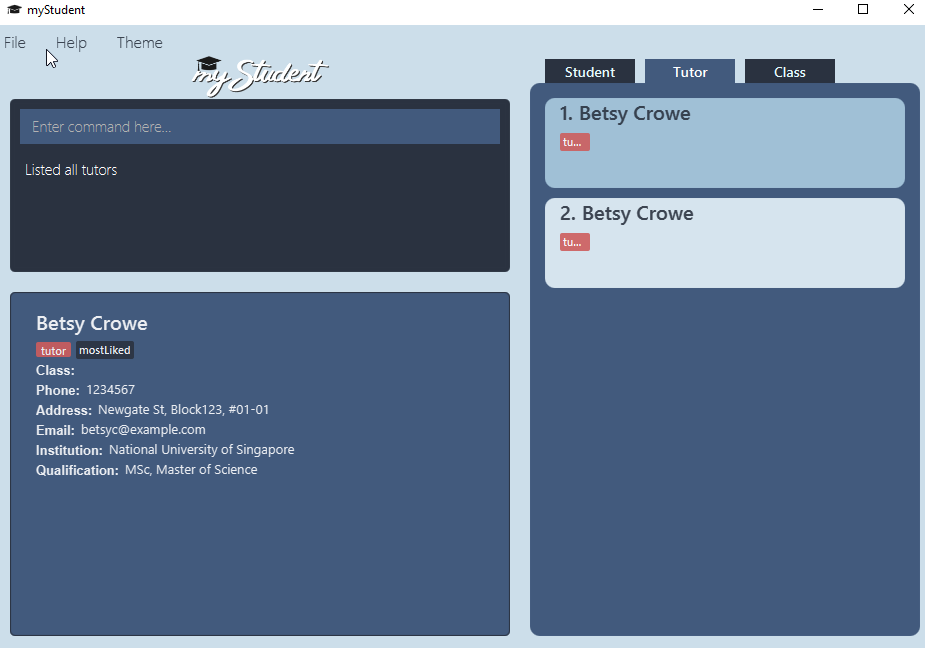 myStudent
File Help Theme
myStudent
Enter command here...
Listed all tutors
Betsy Crowe
tutor mostLiked
Class:
Phone: 1234567
Address: Newgate St, Block123, #01-01
Email: betsyc@example.com
Institution: National University of Singapore
Qualification: MSc, Master of Science
Student Tutor Class
1. Betsy Crowe
tu...
2. Betsy Crowe
tu...